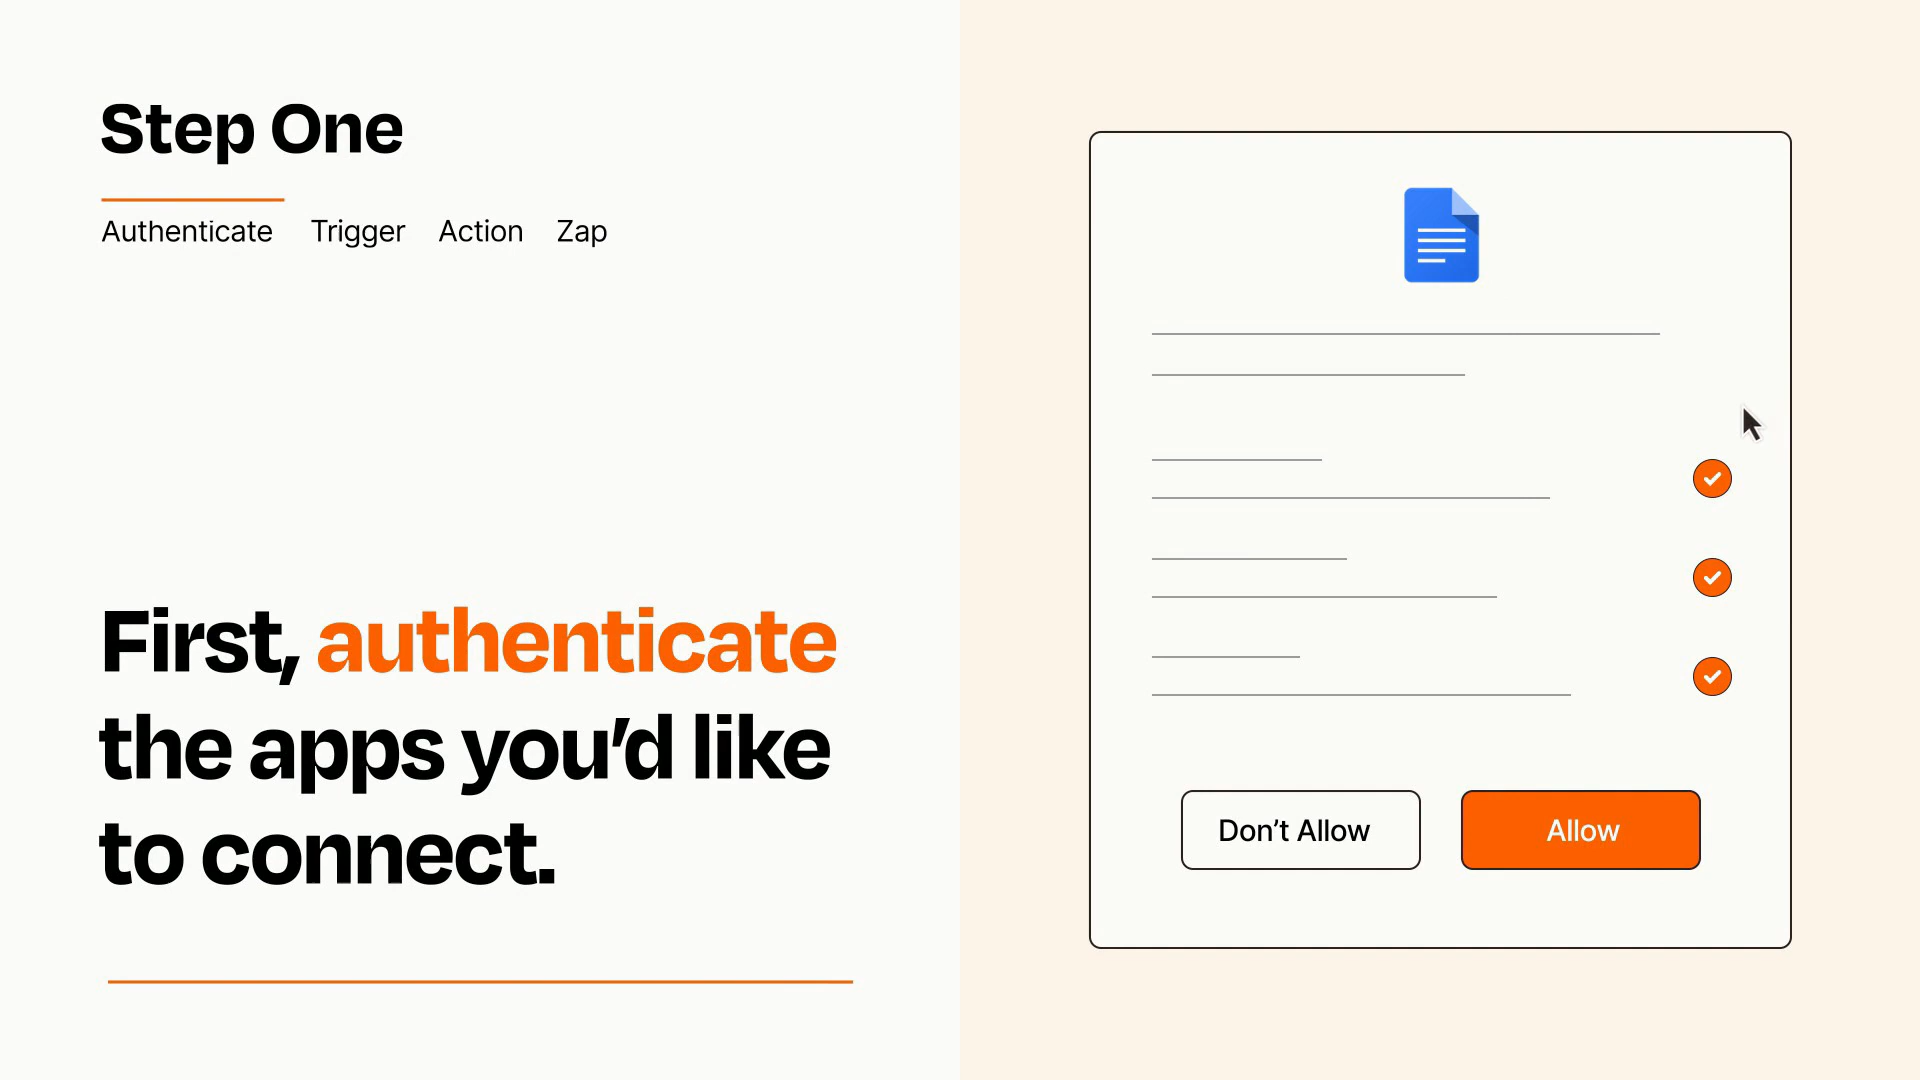 Step One
Authenticate Trigger Action Zap
First, authenticate
the apps you’d like
to connect.
Don’t Allow
Allow